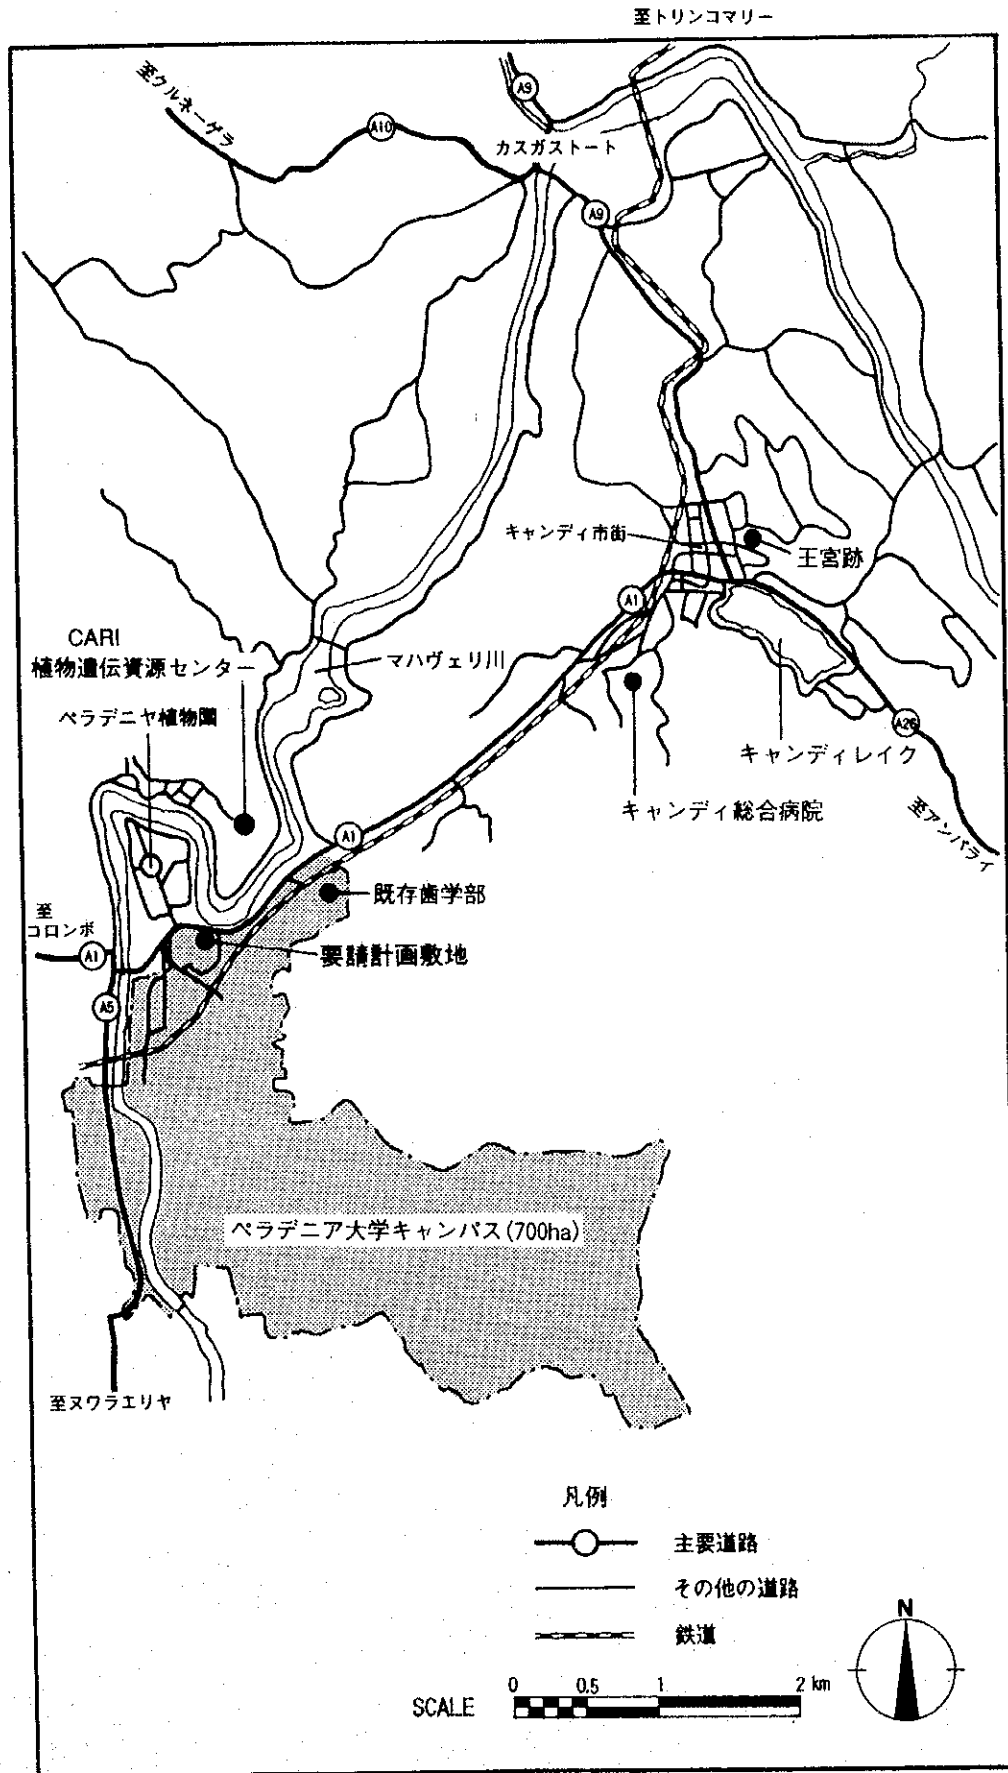 至トリンコマリー
至クルネーゲラ
A9
A10
カスガストート
A9
キャンディ市街
王宮跡
A1
CARI
植物遺伝資源センター
マハヴェリ川
ペラデニヤ植物園
A26
キャンディレイク
キャンディ総合病院
至アンパライ
A1
既存歯学部
至
コロンボ
A1
要請計画敷地
A5
ペラデニア大学キャンパス(700ha)
至ヌワラエリヤ
凡例
主要道路
その他の道路
鉄道
N
0 0.5 1 2 km
SCALE